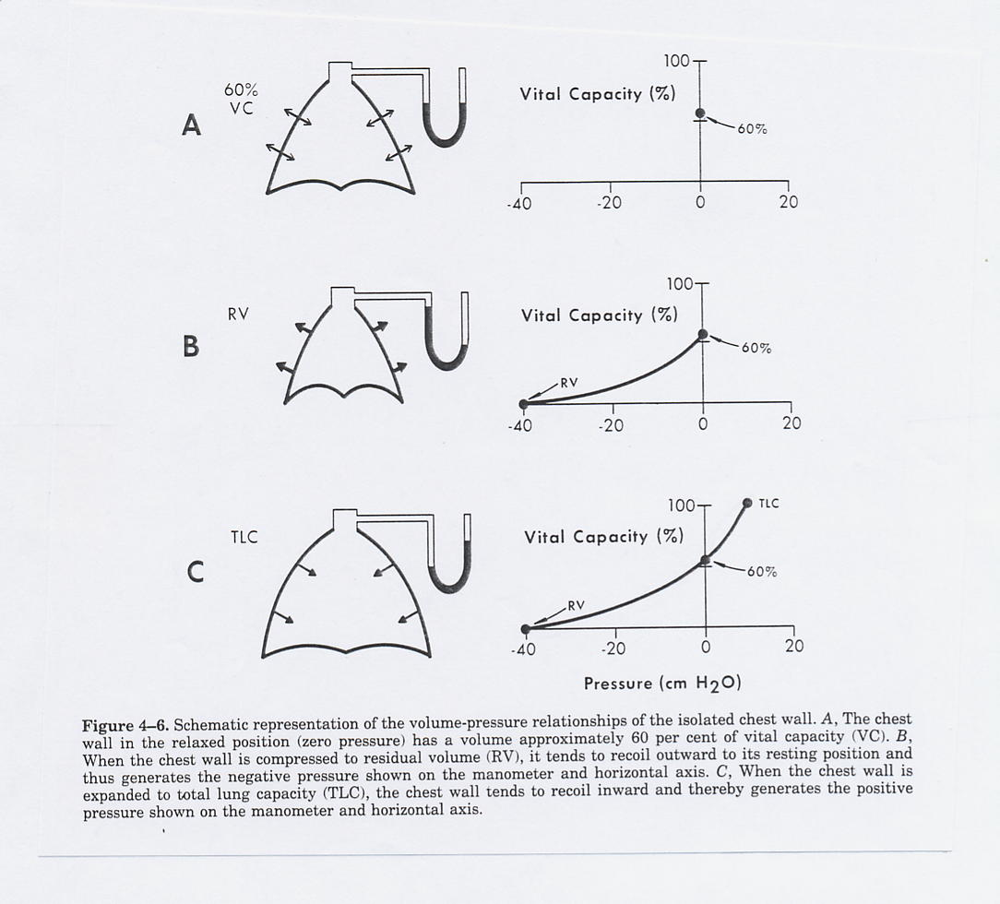 A
60%
VC
Vital Capacity (%)
100
60%
-40 -20 0 20
B
RV
Vital Capacity (%)
100
60%
RV
-40 -20 0 20
C
TLC
Vital Capacity (%)
100
TLC
60%
RV
-40 -20 0 20
Pressure (cm H2O)
Figure 4–6. Schematic representation of the volume-pressure relationships of the isolated chest wall. A, The chest
wall in the relaxed position (zero pressure) has a volume approximately 60 per cent of vital capacity (VC). B,
When the chest wall is compressed to residual volume (RV), it tends to recoil outward to its resting position and
thus generates the negative pressure shown on the manometer and horizontal axis. C, When the chest wall is
expanded to total lung capacity (TLC), the chest wall tends to recoil inward and thereby generates the positive
pressure shown on the manometer and horizontal axis.